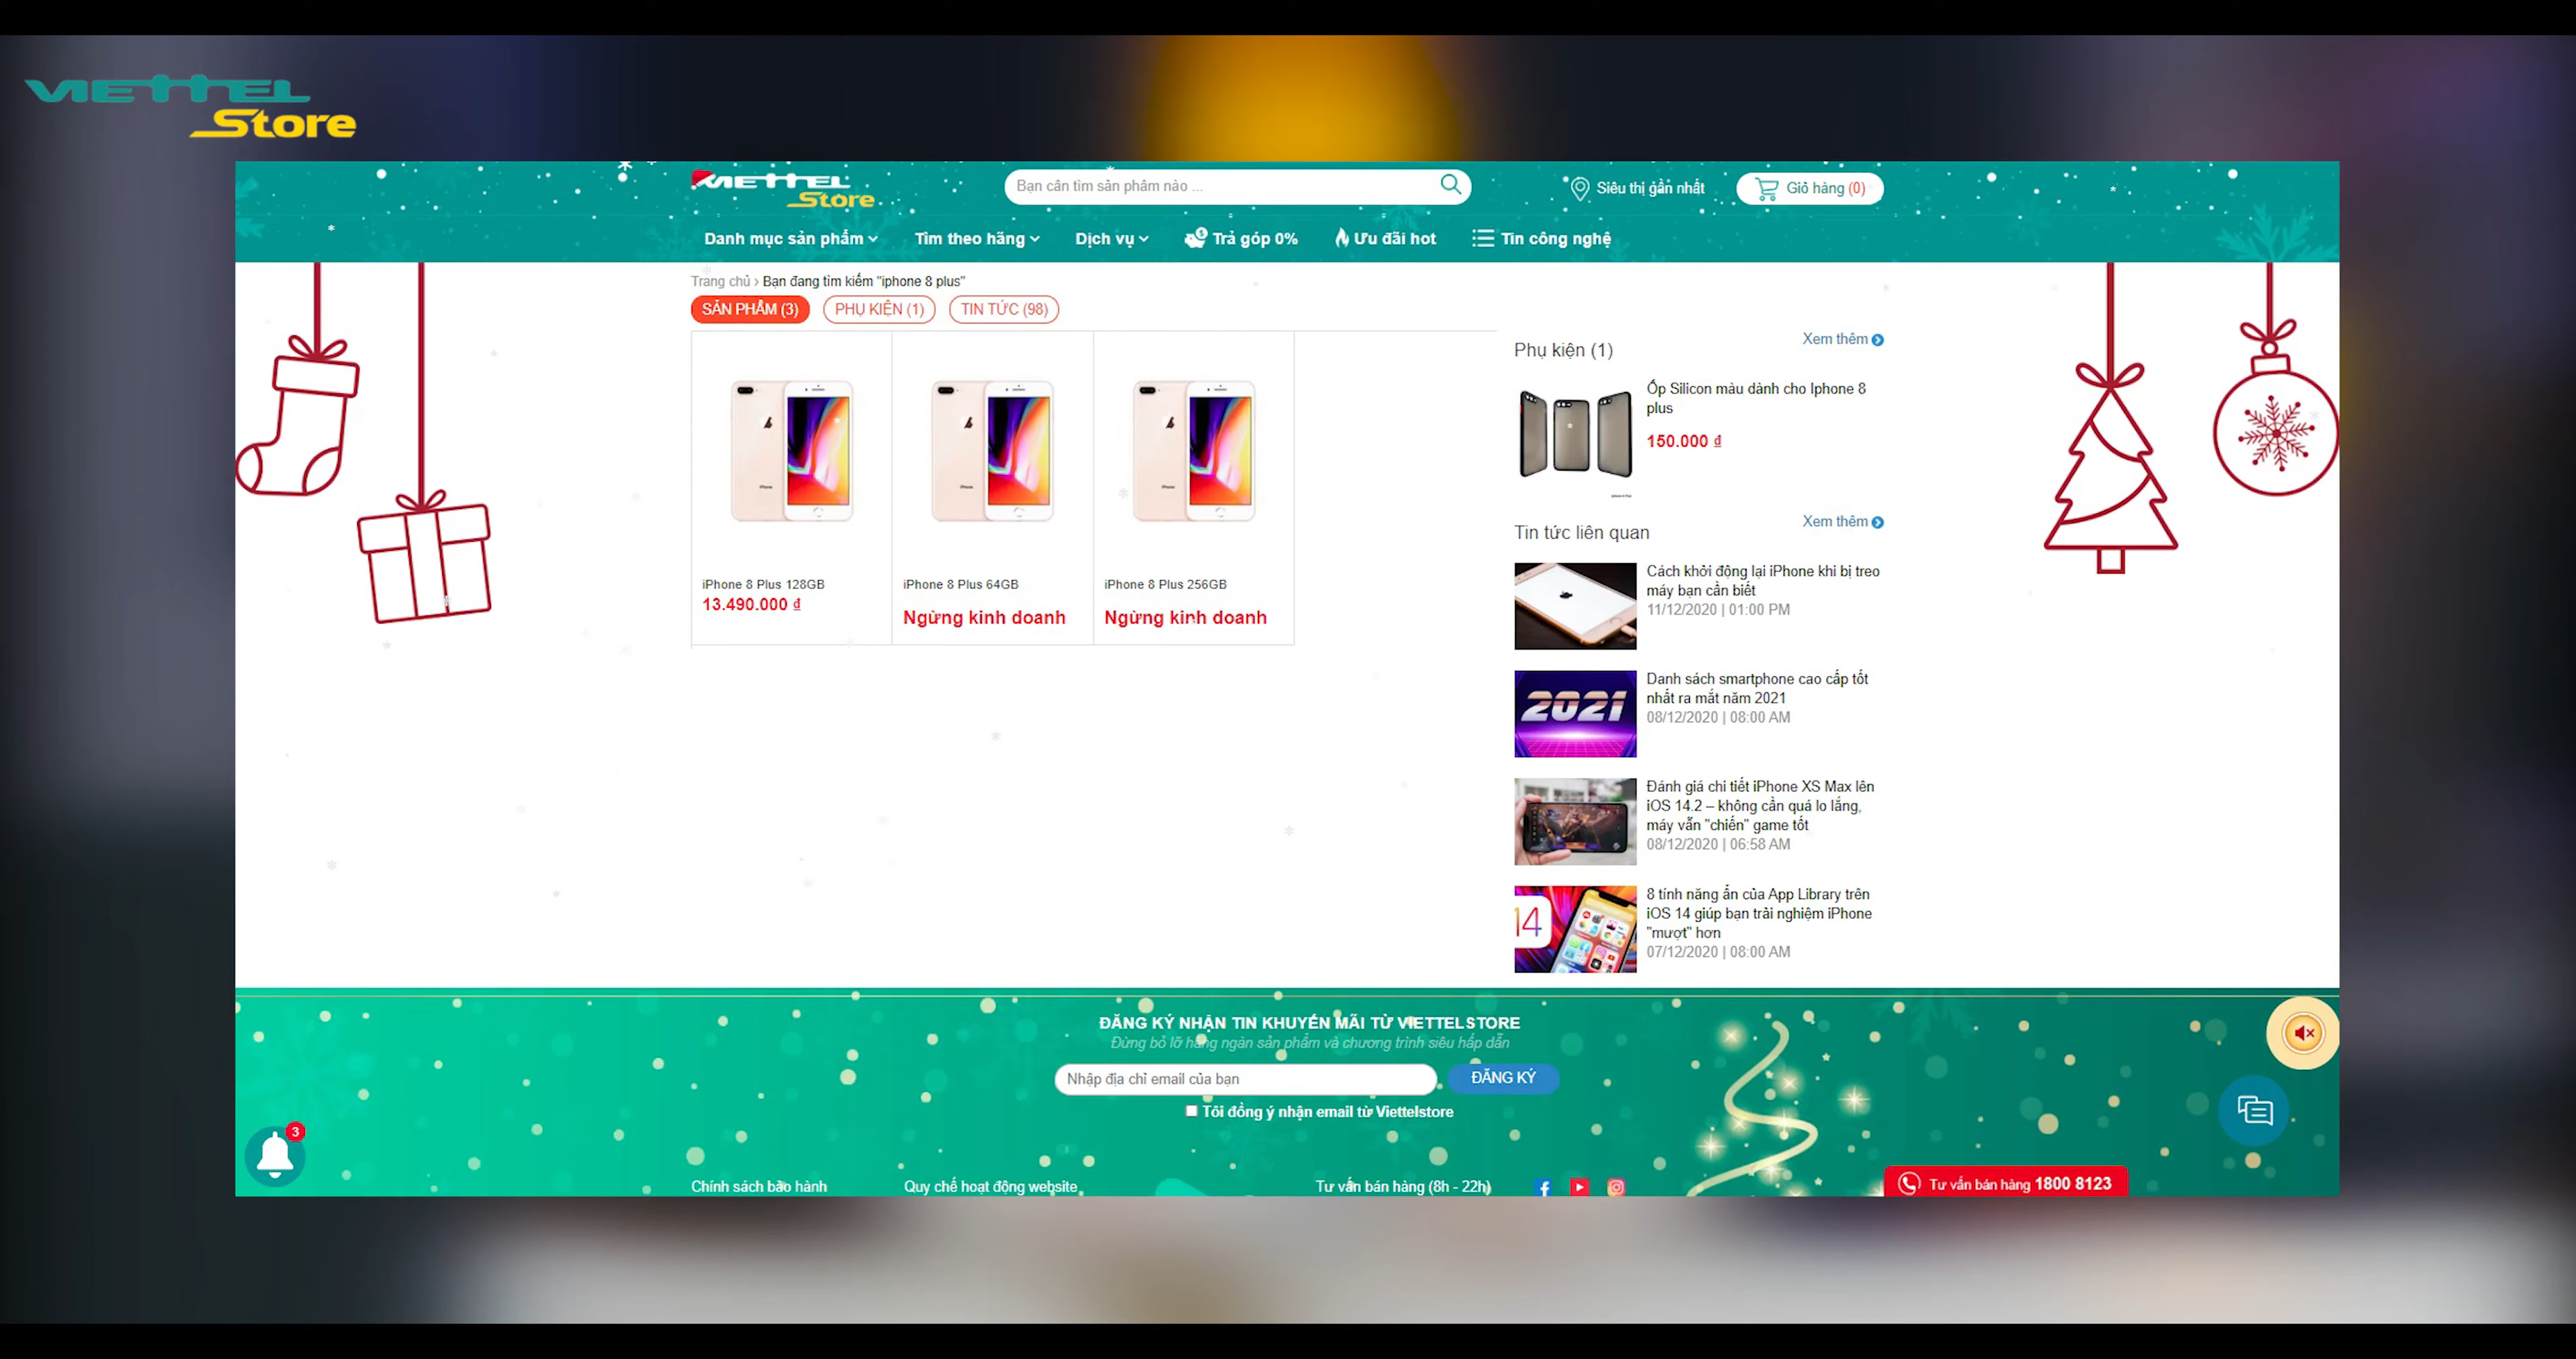 VIETTEL
Store
VIETTEL
Store
Bạn cần tìm sản phẩm nào ...
Siêu thị gần nhất
Giỏ hàng (0)
Danh mục sản phẩm
Tìm theo hãng
Dịch vụ
Trả góp 0%
Ưu đãi hot
Tin công nghệ
Trang chủ › Bạn đang tìm kiếm "iphone 8 plus"
SẢN PHẨM (3)
PHỤ KIỆN (1)
TIN TỨC (98)
iPhone 8 Plus 128GB
13.490.000 ₫
iPhone 8 Plus 64GB
Ngừng kinh doanh
iPhone 8 Plus 256GB
Ngừng kinh doanh
Phụ kiện (1)
Xem thêm
Ốp Silicon màu dành cho Iphone 8
plus
150.000 ₫
Tin tức liên quan
Xem thêm
Cách khởi động lại iPhone khi bị treo
máy bạn cần biết
11/12/2020 | 01:00 PM
2021
Danh sách smartphone cao cấp tốt
nhất ra mắt năm 2021
08/12/2020 | 08:00 AM
Đánh giá chi tiết iPhone XS Max lên
iOS 14.2 – không cần quá lo lắng,
máy vẫn "chiến" game tốt
08/12/2020 | 06:58 AM
14
8 tính năng ẩn của App Library trên
iOS 14 giúp bạn trải nghiệm iPhone
"mượt" hơn
07/12/2020 | 08:00 AM
ĐĂNG KÝ NHẬN TIN KHUYẾN MÃI TỪ VIETTELSTORE
Đừng bỏ lỡ hàng ngàn sản phẩm và chương trình siêu hấp dẫn
Nhập địa chỉ email của bạn
ĐĂNG KÝ
Tôi đồng ý nhận email từ Viettelstore
3
Chính sách bảo hành
Quy chế hoạt động website
Tư vấn bán hàng (8h - 22h)
Tư vấn bán hàng 1800 8123